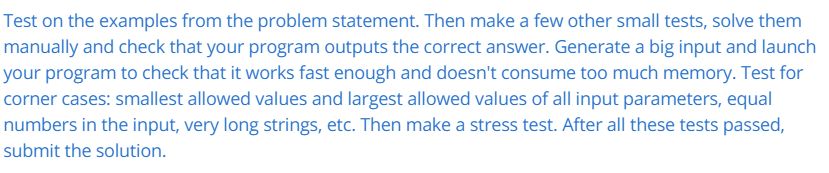 Test on the examples from the problem statement. Then make a few other small tests, solve them
manually and check that your program outputs the correct answer. Generate a big input and launch
your program to check that it works fast enough and doesn't consume too much memory. Test for
corner cases: smallest allowed values and largest allowed values of all input parameters, equal
numbers in the input, very long strings, etc. Then make a stress test. After all these tests passed,
submit the solution.